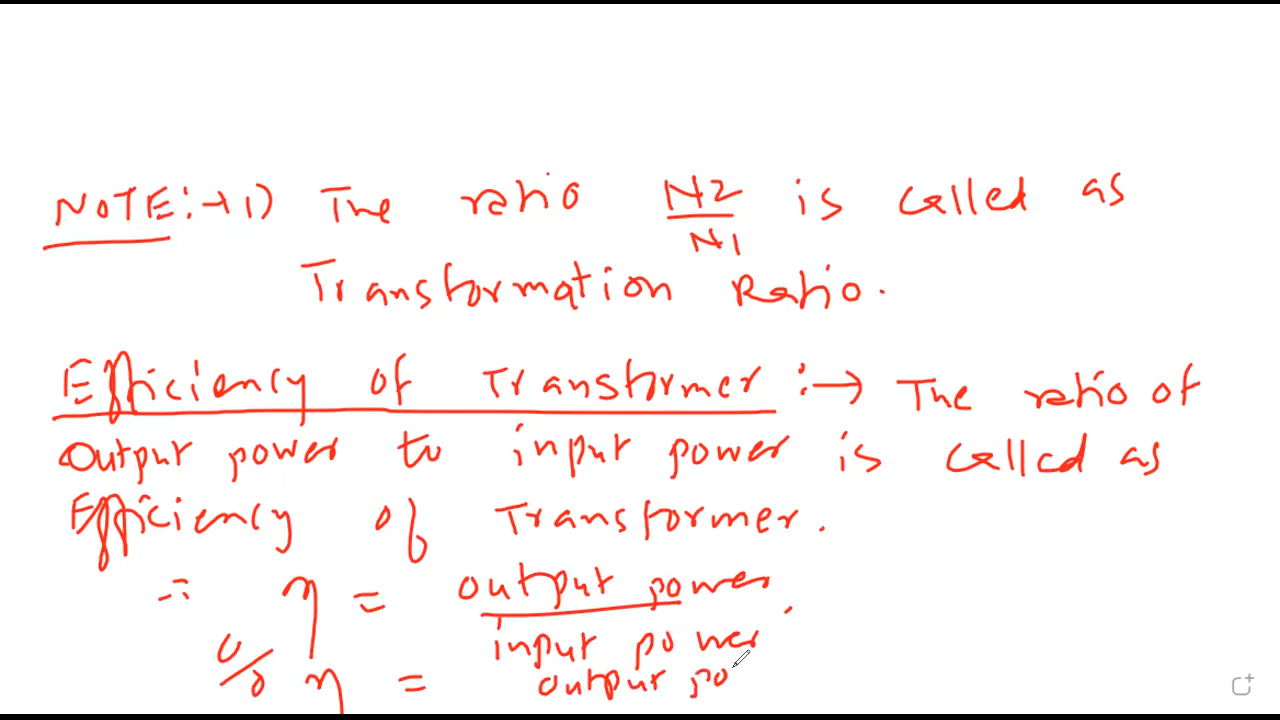 NOTE:→1) The ratio N2/N1 is called as
Transformation Ratio.
Efficiency of Transformer :→ The ratio of
output power to input power is called as
Efficiency of Transformer.
∴ η = output power / input power.
% η = output po